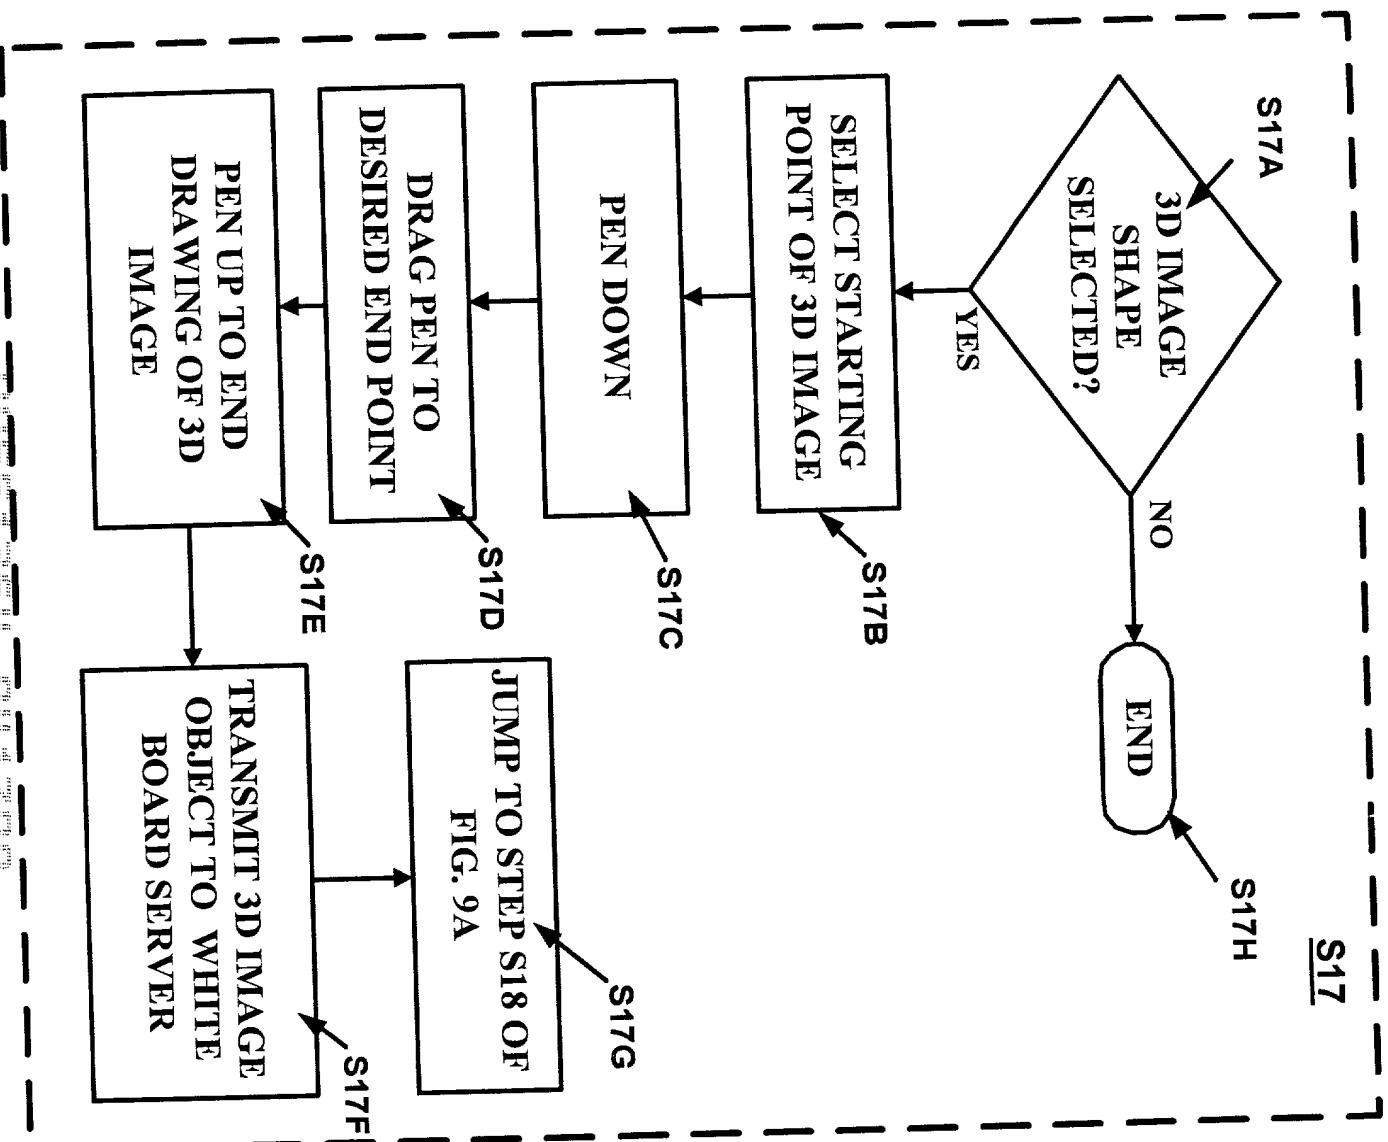 S17
S17A
3D IMAGE
SHAPE
SELECTED?
NO
END
S17H
YES
SELECT STARTING
POINT OF 3D IMAGE
S17B
PEN DOWN
S17C
DRAG PEN TO
DESIRED END POINT
S17D
PEN UP TO END
DRAWING OF 3D
IMAGE
S17E
TRANSMIT 3D IMAGE
OBJECT TO WHITE
BOARD SERVER
S17F
JUMP TO STEP S18 OF
FIG. 9A
S17G